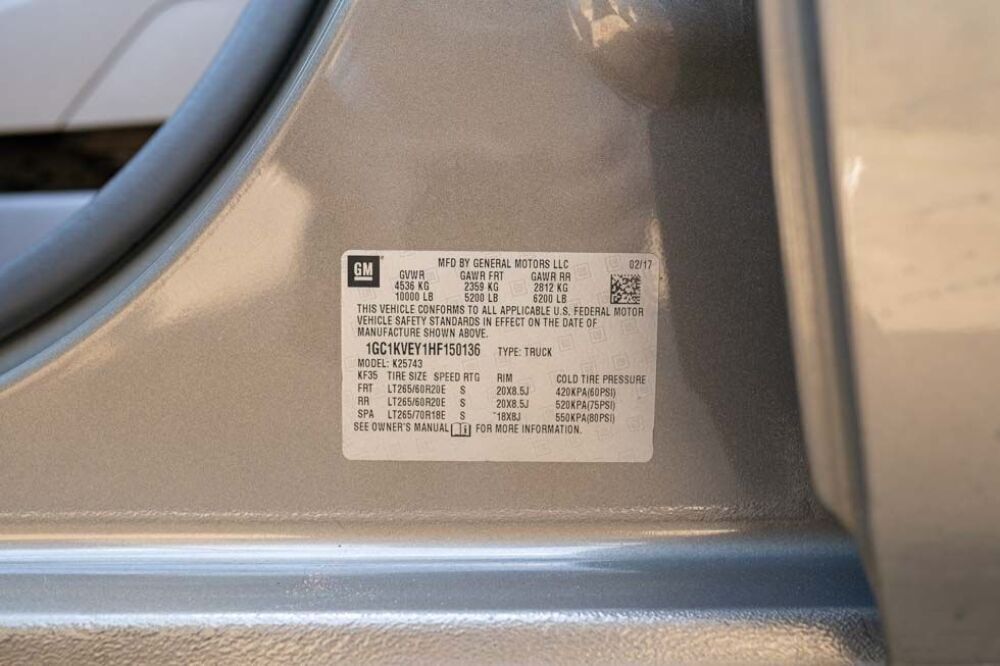 GM MFD BY GENERAL MOTORS LLC 02/17
GVWR GAWR FRT GAWR RR
4536 KG 2359 KG 2812 KG
10000 LB 5200 LB 6200 LB
THIS VEHICLE CONFORMS TO ALL APPLICABLE U.S. FEDERAL MOTOR
VEHICLE SAFETY STANDARDS IN EFFECT ON THE DATE OF
MANUFACTURE SHOWN ABOVE.
1GC1KVEY1HF150136 TYPE: TRUCK
MODEL: K25743
KF35 TIRE SIZE SPEED RTG RIM COLD TIRE PRESSURE
FRT LT265/60R20E S 20X8.5J 420KPA(60PSI)
RR LT265/60R20E S 20X8.5J 520KPA(75PSI)
SPA LT265/70R18E S 18X8J 550KPA(80PSI)
SEE OWNER'S MANUAL FOR MORE INFORMATION.